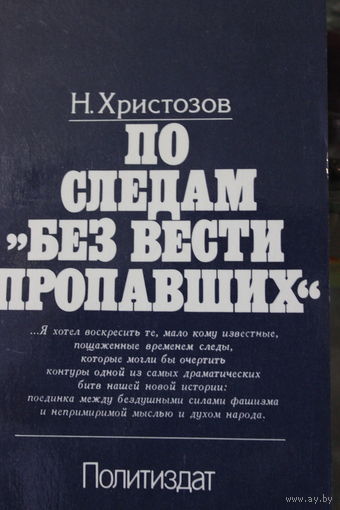 Н. Христозов
ПО
СЛЕДАМ
„БЕЗ ВЕСТИ
ПРОПАВШИХ“
...Я хотел воскресить те, мало кому известные,
пощаженные временем следы,
которые могли бы очертить
контуры одной из самых драматических
битв нашей новой истории:
поединка между бездушными силами фашизма
и непримиримой мыслью и духом народа.
Политиздат
© www.ay.by